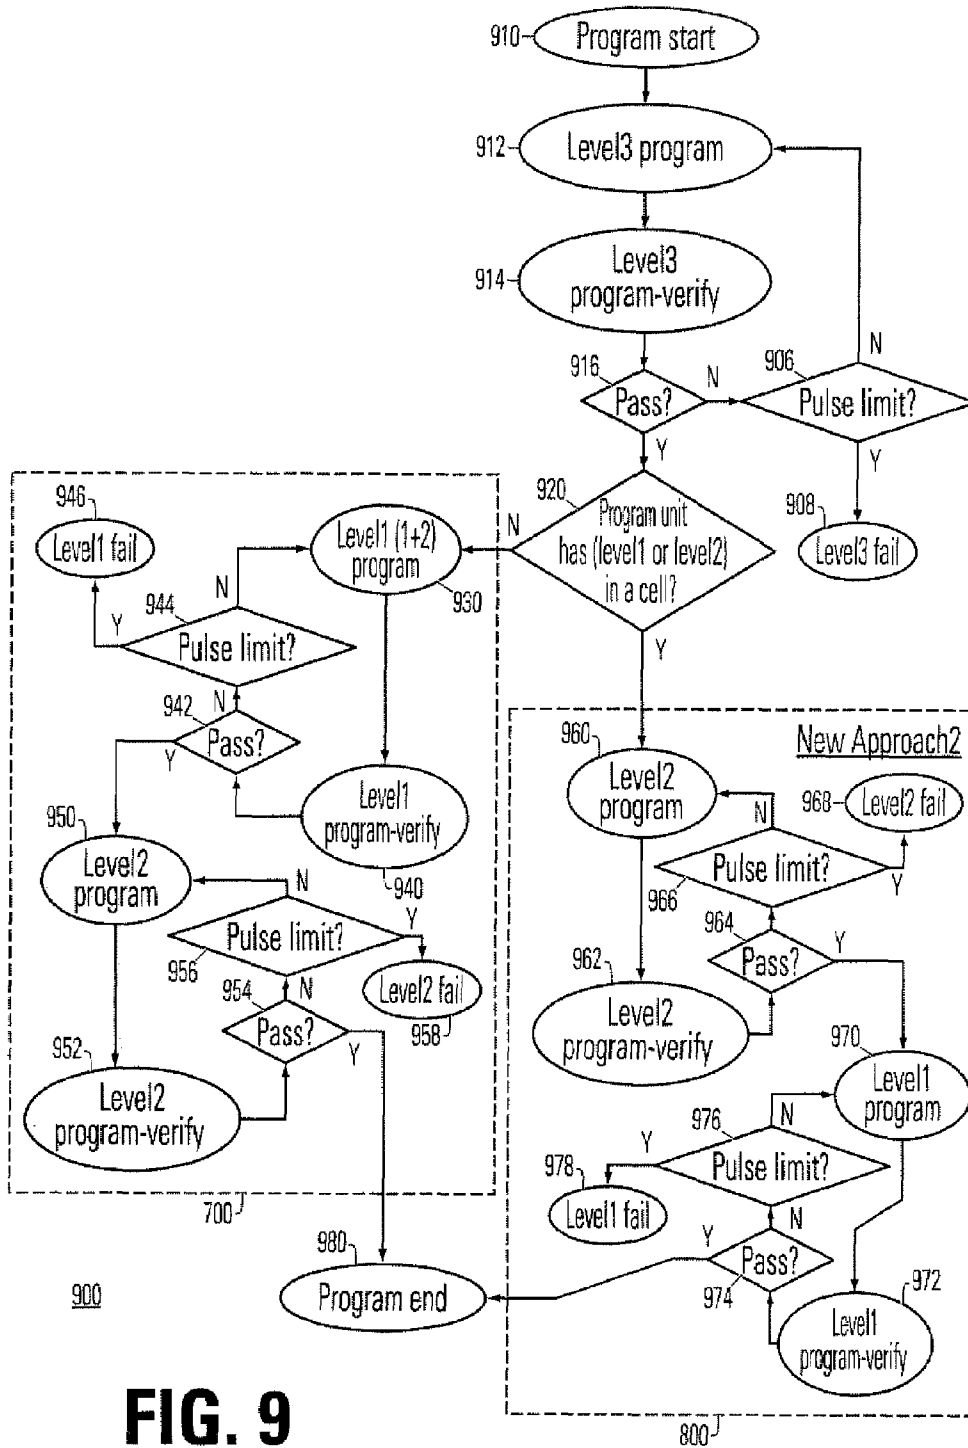 910
Program start
912
Level3 program
914
Level3
program-verify
916
Pass?
N
906
N
Pulse limit?
Y
Y
908
Level3 fail
920
Program unit
has (level1 or level2)
in a cell?
N
Y
946
Level1 fail
Level1 (1+2)
program
930
N
944
Y
Pulse limit?
N
942
Pass?
Y
Level1
program-verify
940
950
Level2
program
N
Pulse limit?
Y
956
Level2 fail
958
N
954
Pass?
Y
952
Level2
program-verify
700
New Approach2
960
Level2
program
N
968
Level2 fail
Pulse limit?
Y
966
964
Pass?
Y
962
Level2
program-verify
970
Level1
program
N
976
Y
Pulse limit?
978
Level1 fail
N
Y
Pass?
974
972
Level1
program-verify
800
980
Program end
900
FIG. 9